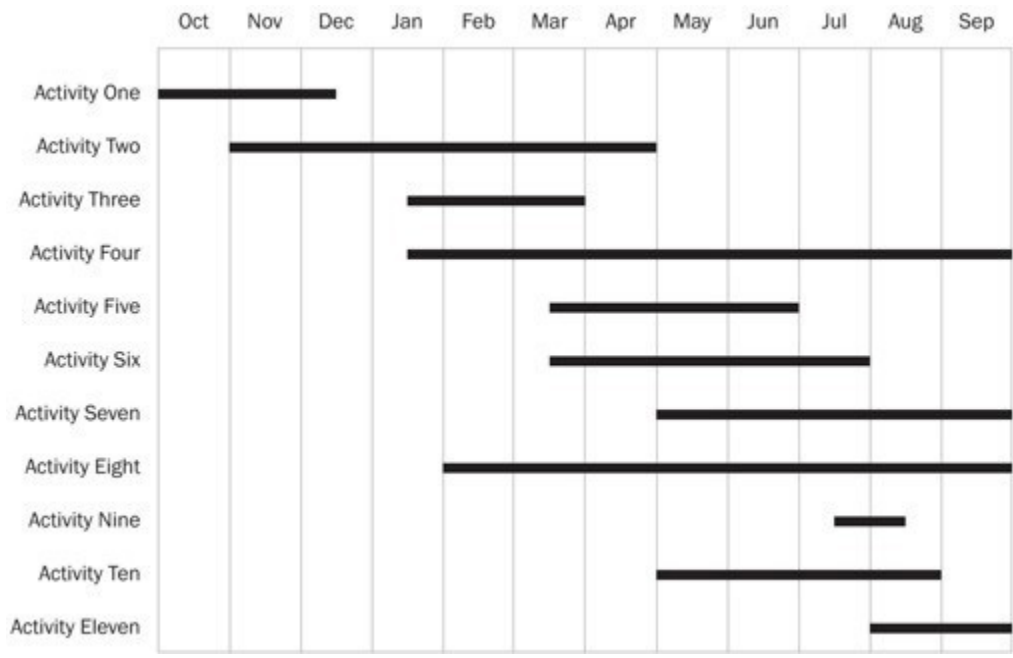 Oct Nov Dec Jan Feb Mar Apr May Jun Jul Aug Sep
Activity One
Activity Two
Activity Three
Activity Four
Activity Five
Activity Six
Activity Seven
Activity Eight
Activity Nine
Activity Ten
Activity Eleven